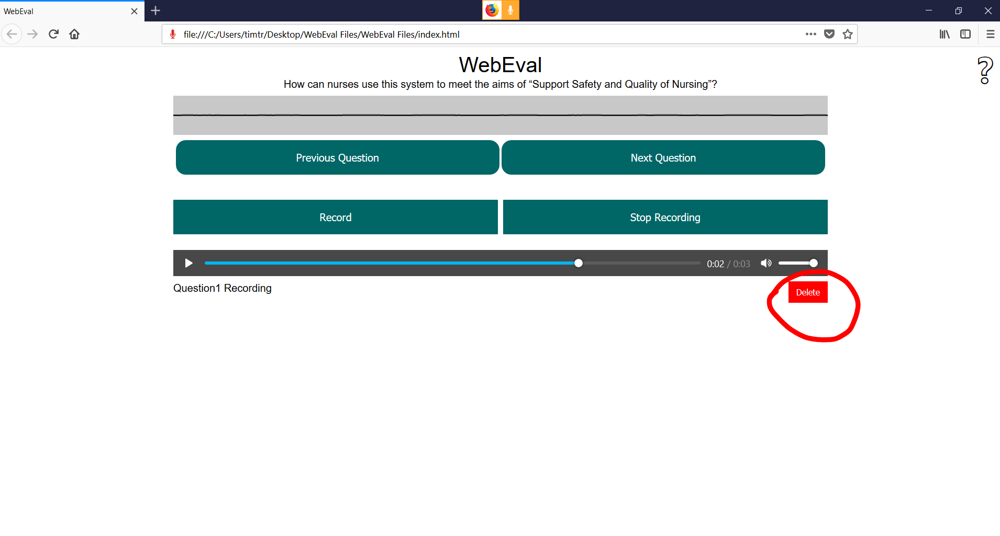 WebEval
file:///C:/Users/timtr/Desktop/WebEval Files/WebEval Files/index.html
WebEval
?
How can nurses use this system to meet the aims of “Support Safety and Quality of Nursing”?
Previous Question
Next Question
Record
Stop Recording
0:02 / 0:03
Question1 Recording
Delete